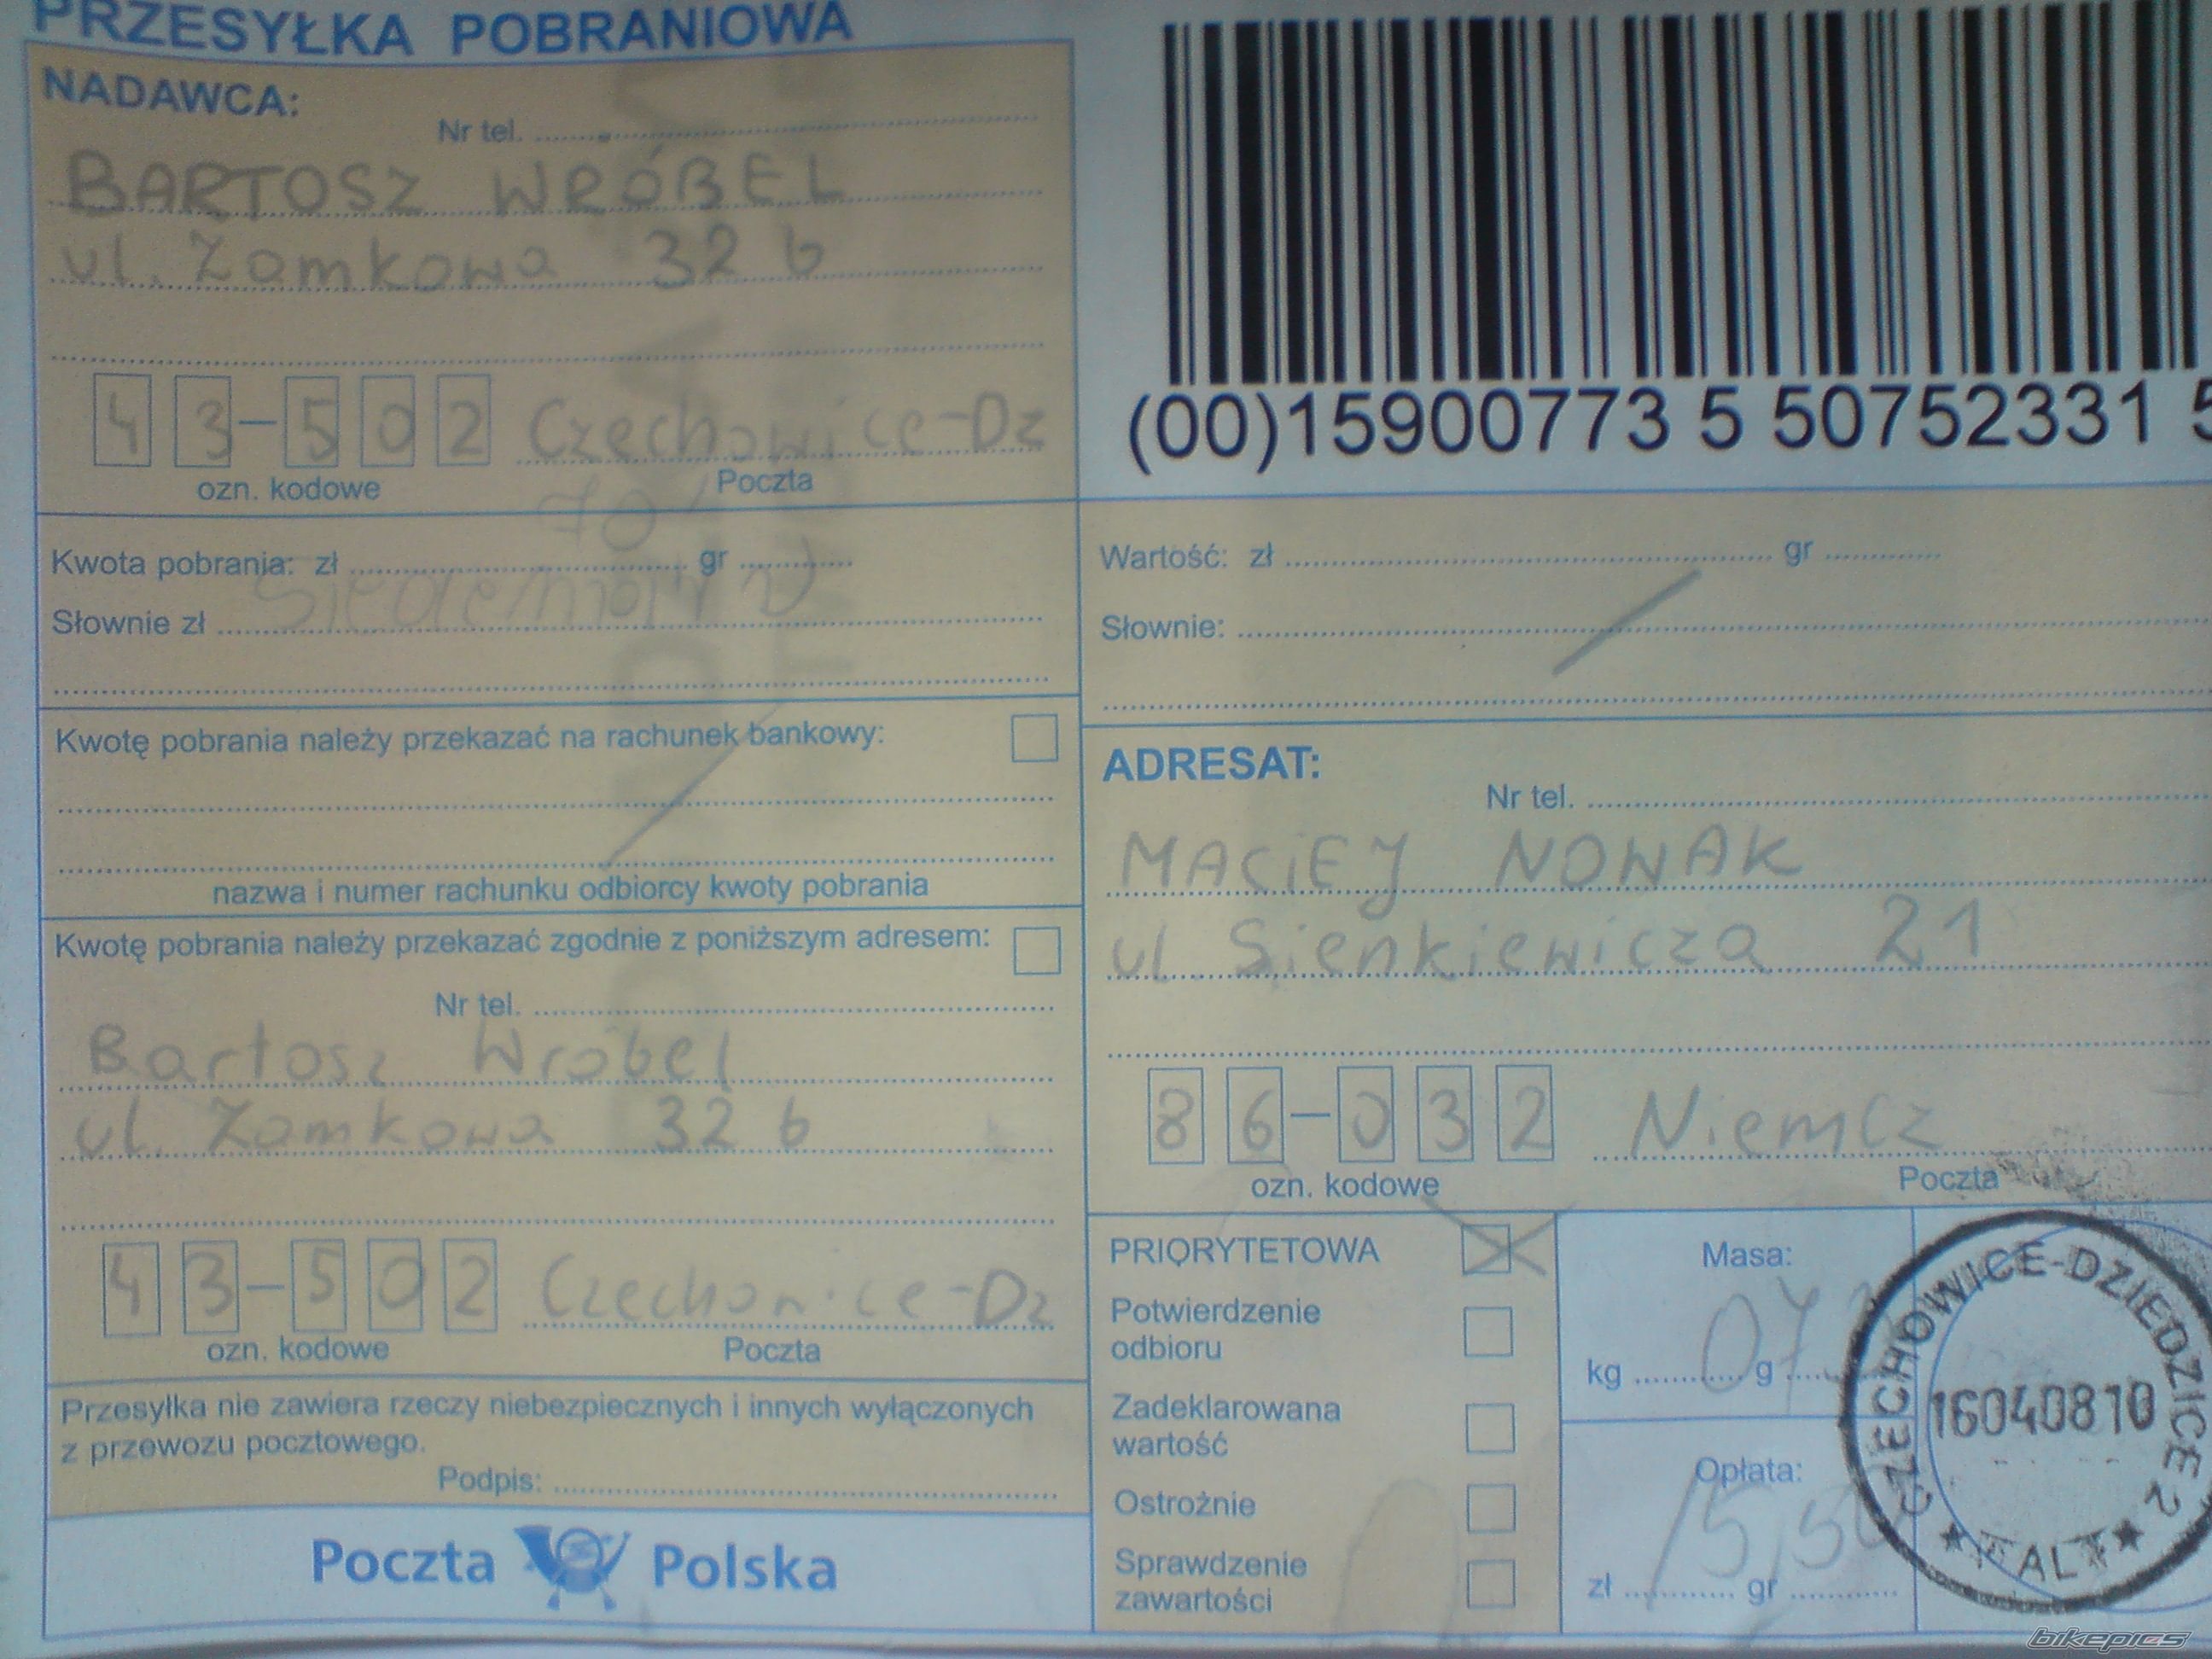 PRZESYŁKA POBRANIOWA
NADAWCA:
Nr tel.
BARTOSZ WRÓBEL
ul. Zamkowa 32 b
43-502 Czechowice-Dz
ozn. kodowe Poczta
70
Kwota pobrania: zł gr
Słownie zł
Kwotę pobrania należy przekazać na rachunek bankowy:
nazwa i numer rachunku odbiorcy kwoty pobrania
Kwotę pobrania należy przekazać zgodnie z poniższym adresem:
Nr tel.
Bartosz Wróbel
ul. Zamkowa 32 b
43-502 Czechowice-Dz
ozn. kodowe Poczta
Przesyłka nie zawiera rzeczy niebezpiecznych i innych wyłączonych
z przewozu pocztowego.
Podpis:
Poczta Polska
(00)15900773 5 50752331 5
Wartość: zł gr
Słownie:
ADRESAT:
Nr tel.
MACIEJ NOWAK
ul Sienkiewicza 21
86-032 Niemcz
ozn. kodowe Poczta
PRIORYTETOWA
Potwierdzenie
odbioru
Zadeklarowana
wartość
Ostrożnie
Sprawdzenie
zawartości
Masa:
kg g
Opłata:
15,50
zł gr
CZECHOWICE-DZIEDZICE 2
16040810
bikepics